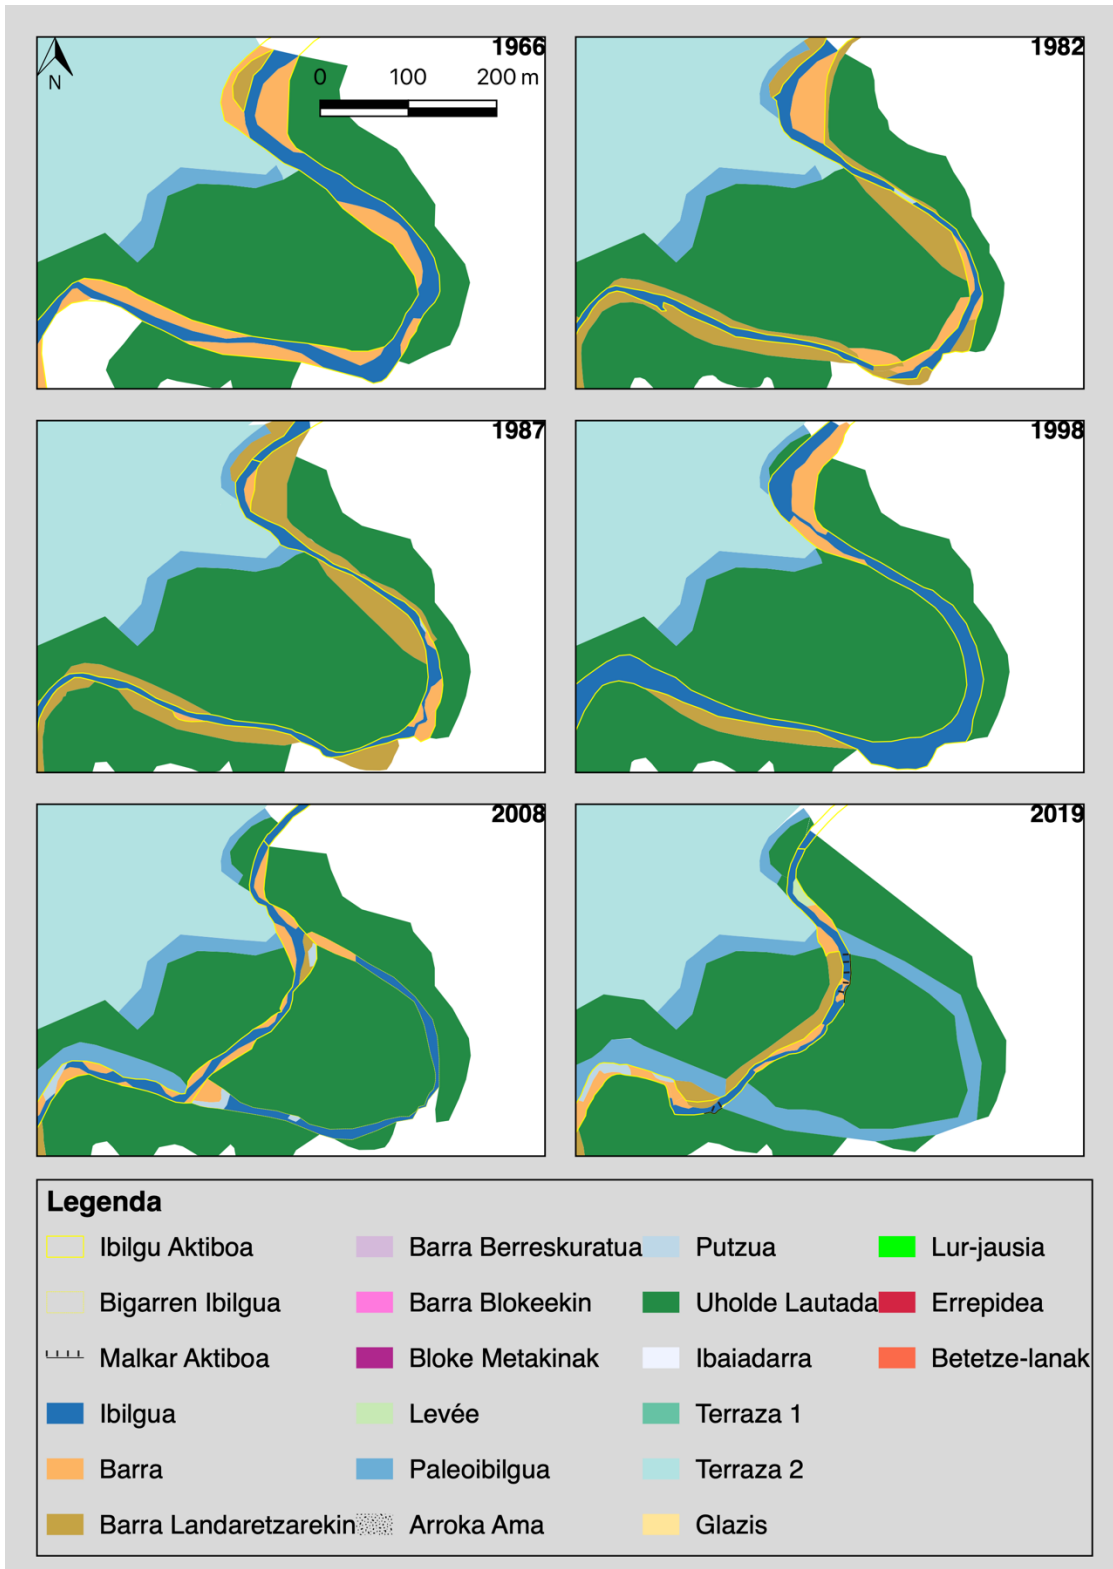 1966
1982
N
0 100 200 m
1987
1998
2008
2019
Legenda
Ibilgu Aktiboa
Bigarren Ibilgua
Malkar Aktiboa
Ibilgua
Barra
Barra Landaretzarekin
Barra Berreskuratua
Barra Blokeekin
Bloke Metakinak
Levée
Paleoibilgua
Arroka Ama
Putzua
Uholde Lautada
Ibaiadarra
Terraza 1
Terraza 2
Glazis
Lur-jausia
Errepidea
Betetze-lanak